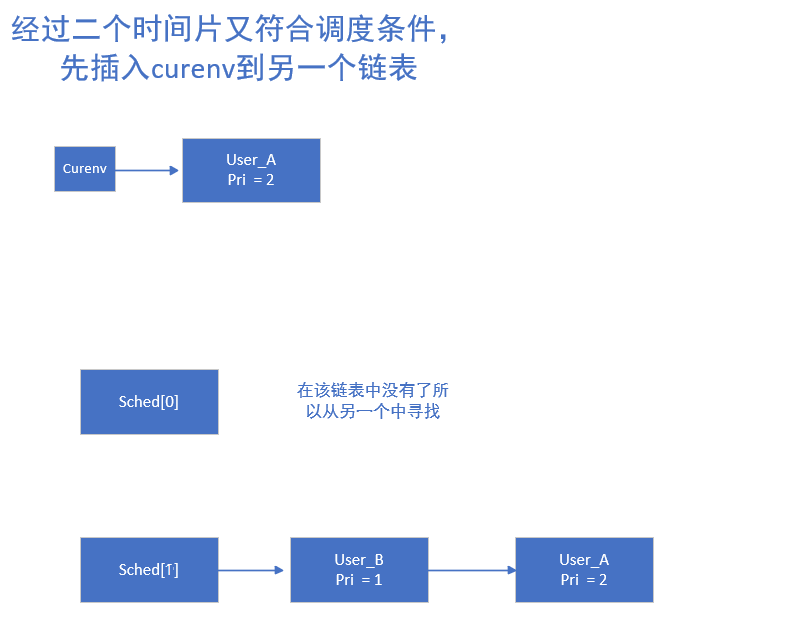 经过二个时间片又符合调度条件，
先插入curenv到另一个链表
Curenv
User_A
Pri = 2
Sched[0]
在该链表中没有了所
以从另一个中寻找
Sched[1]
User_B
Pri = 1
User_A
Pri = 2